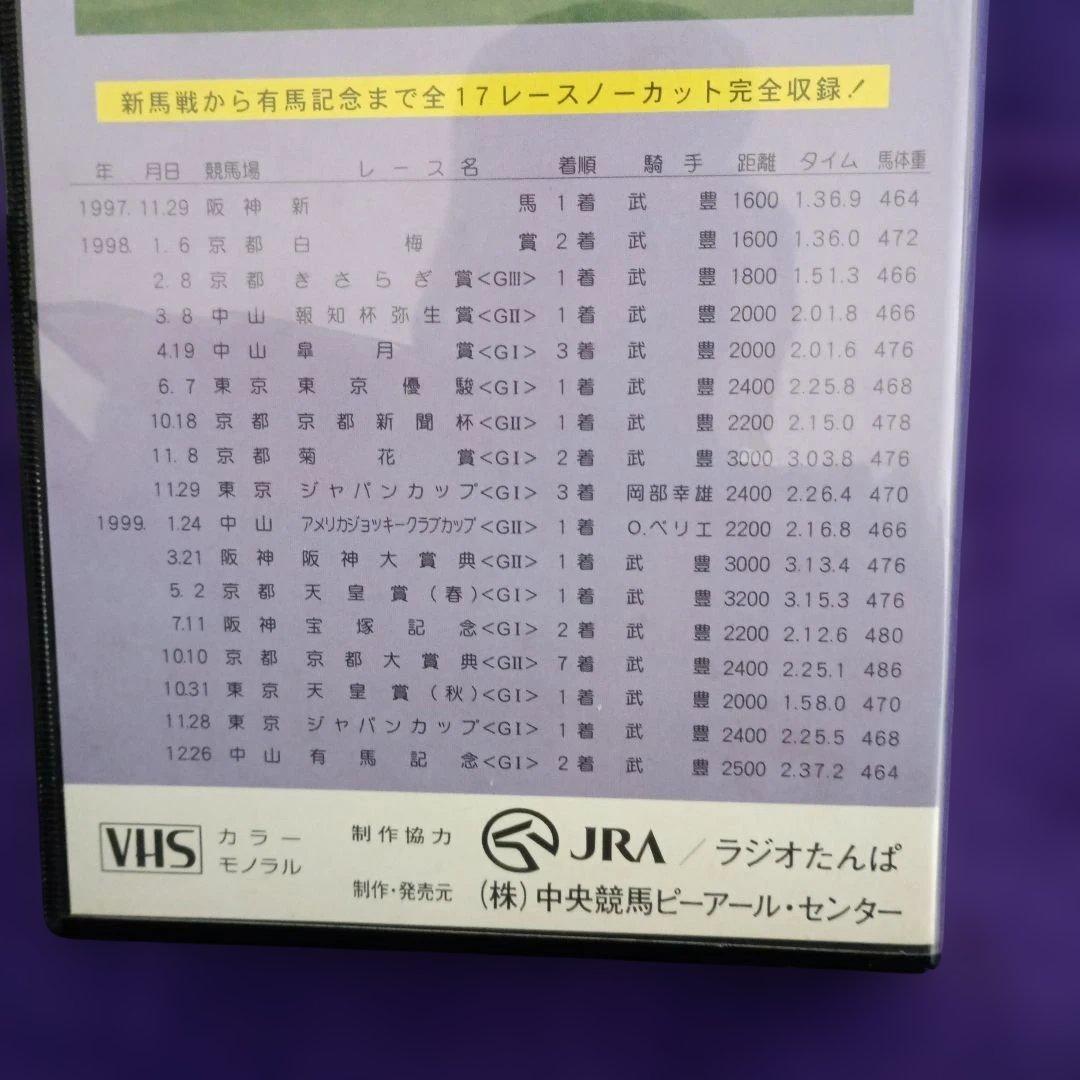 新馬戦から有馬記念まで全17レースノーカット完全収録！
年 月日 競馬場 レース名 着順 騎手 距離 タイム 馬体重
1997. 11.29 阪神 新馬 1着 武豊 1600 1.36.9 464
1998. 1. 6 京都 白梅賞 2着 武豊 1600 1.36.0 472
2. 8 京都 きさらぎ賞<GIII> 1着 武豊 1800 1.51.3 466
3. 8 中山 報知杯弥生賞<GII> 1着 武豊 2000 2.01.8 466
4.19 中山 皐月賞<GI> 3着 武豊 2000 2.01.6 476
6. 7 東京 東京優駿<GI> 1着 武豊 2400 2.25.8 468
10.18 京都 京都新聞杯<GII> 1着 武豊 2200 2.15.0 478
11. 8 京都 菊花賞<GI> 2着 武豊 3000 3.03.8 476
11.29 東京 ジャパンカップ<GI> 3着 岡部幸雄 2400 2.26.4 470
1999. 1.24 中山 アメリカジョッキークラブカップ<GII> 1着 O.ペリエ 2200 2.16.8 466
3.21 阪神 阪神大賞典<GII> 1着 武豊 3000 3.13.4 476
5. 2 京都 天皇賞(春)<GI> 1着 武豊 3200 3.15.3 476
7.11 阪神 宝塚記念<GI> 2着 武豊 2200 2.12.6 480
10.10 京都 京都大賞典<GII> 7着 武豊 2400 2.25.1 486
10.31 東京 天皇賞(秋)<GI> 1着 武豊 2000 1.58.0 470
11.28 東京 ジャパンカップ<GI> 1着 武豊 2400 2.25.5 468
12.26 中山 有馬記念<GI> 2着 武豊 2500 2.37.2 464
VHS カラー モノラル
制作協力 JRA／ラジオたんぱ
制作・発売元 (株)中央競馬ピーアール・センター